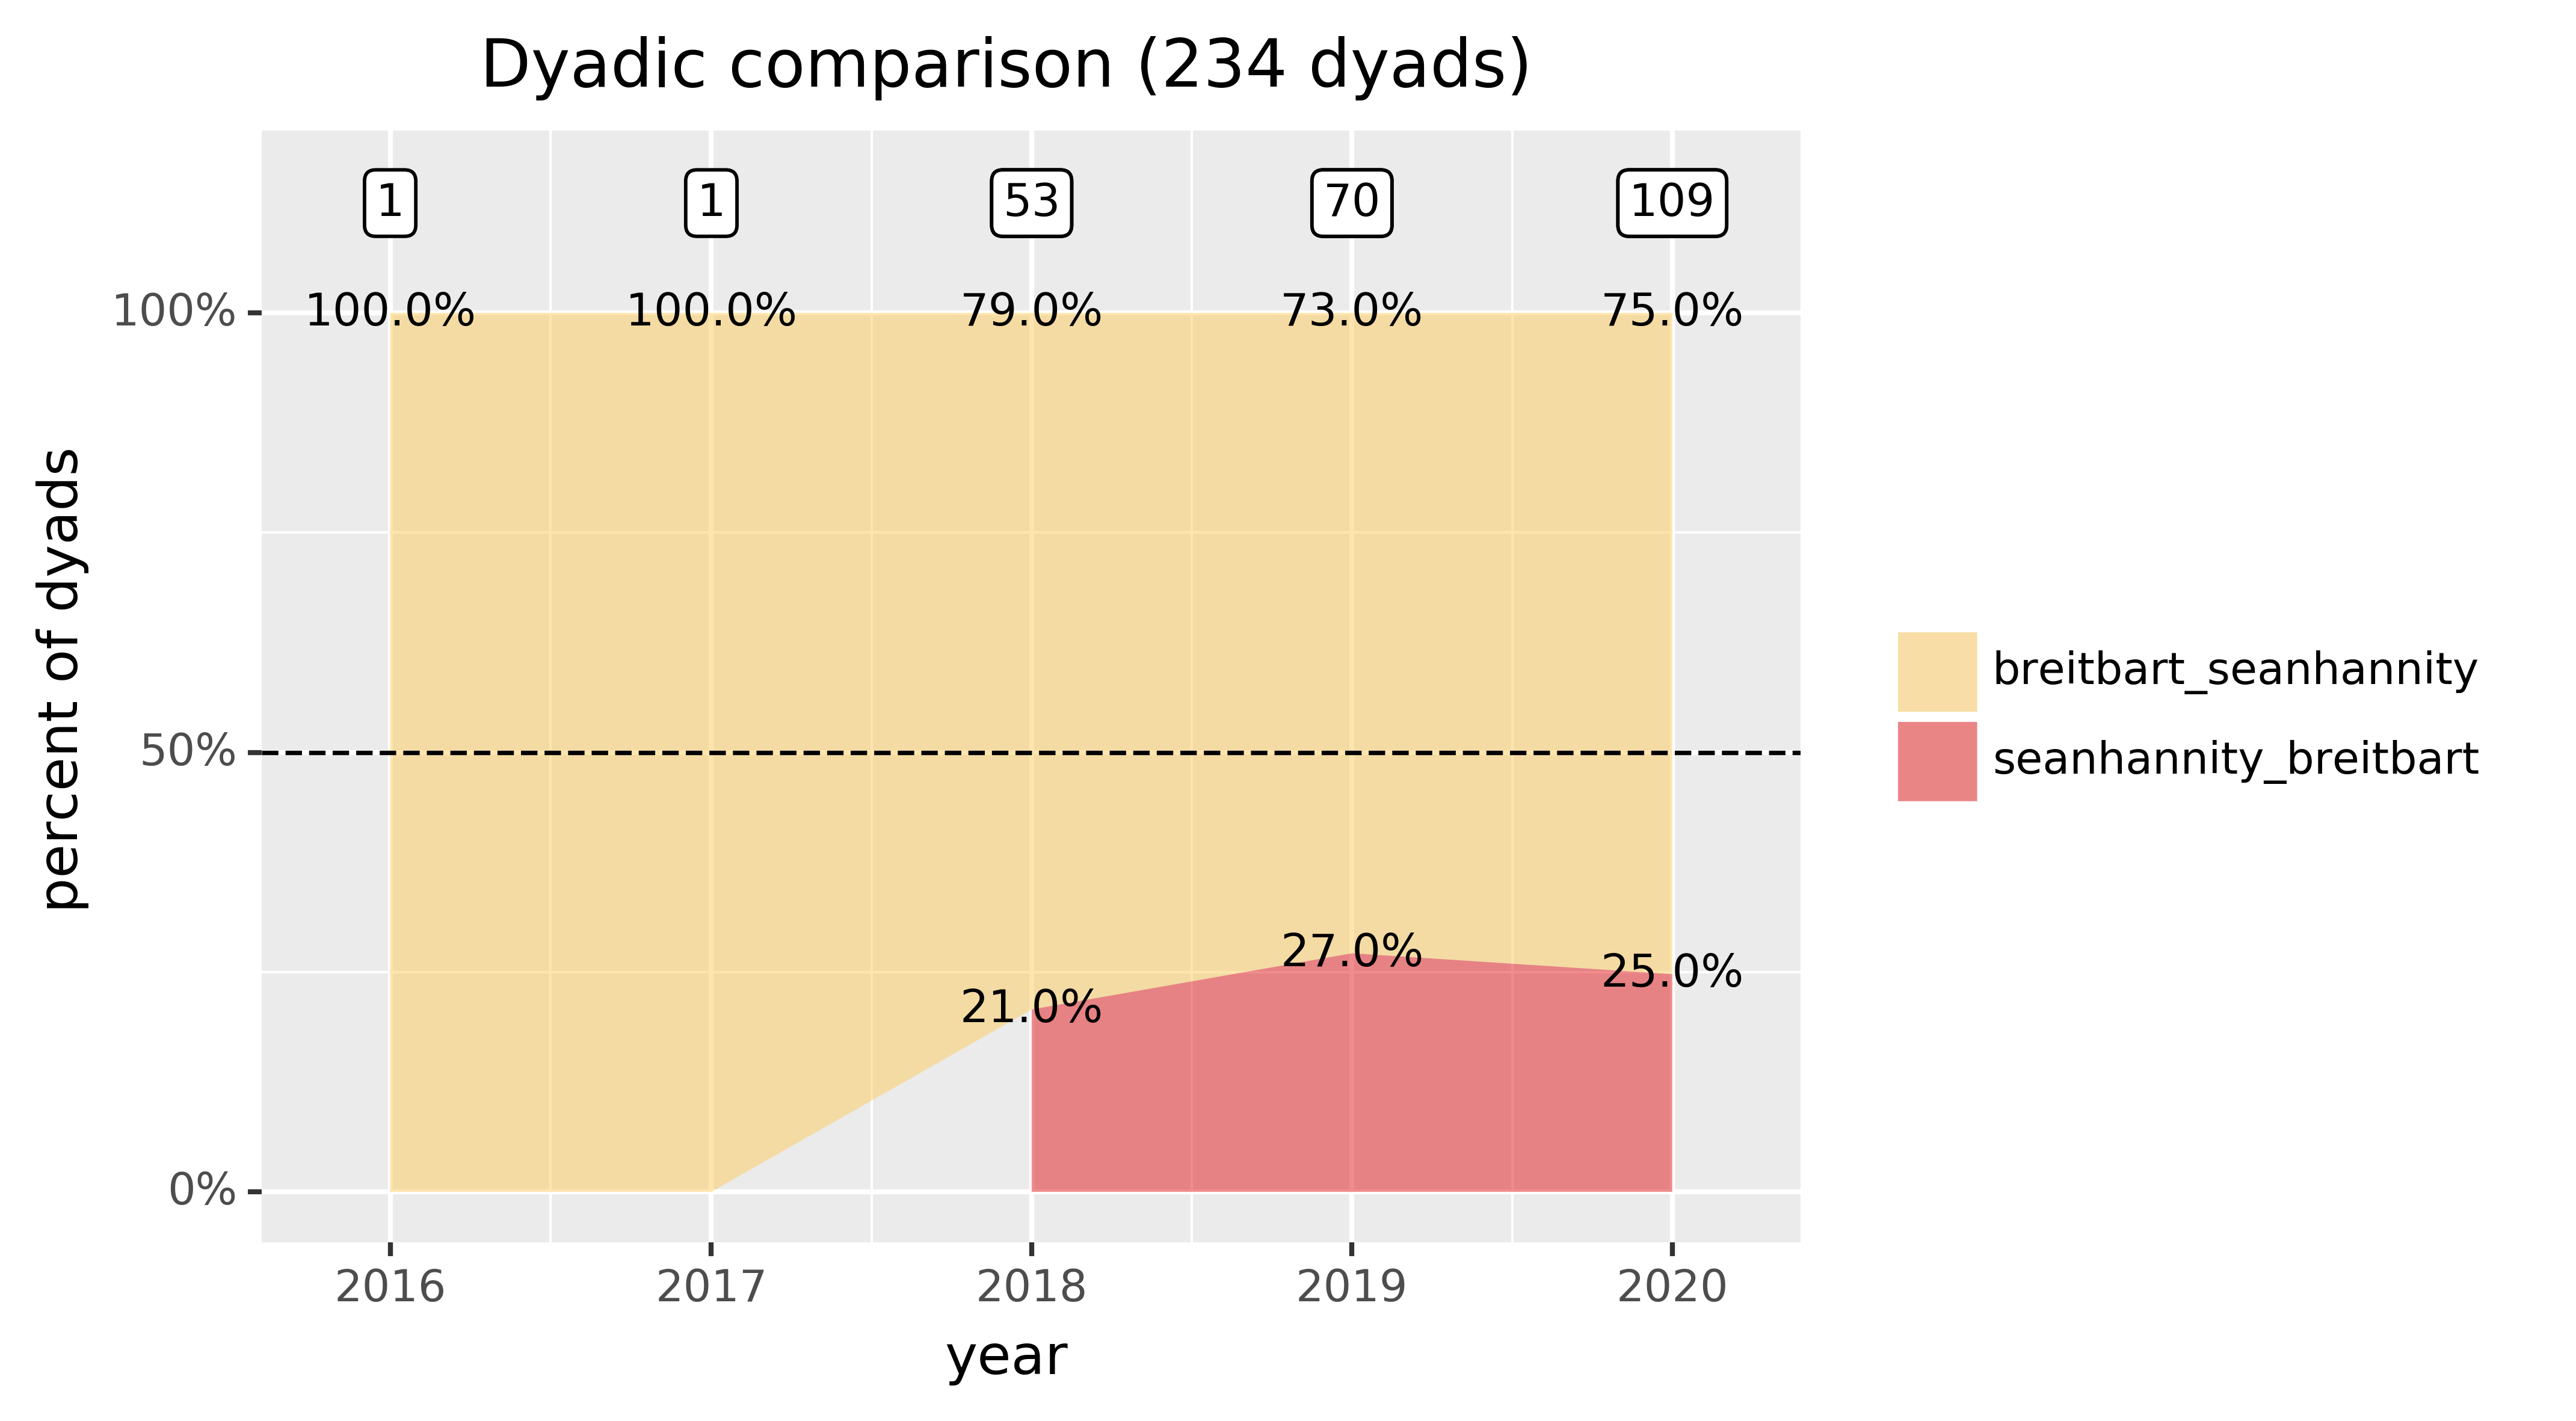 Dyadic comparison (234 dyads)
1 1 53 70 109
100% 100.0% 100.0% 79.0% 73.0% 75.0%
percent of dyads
breitbart_seanhannity
50%
seanhannity_breitbart
27.0%
25.0%
21.0%
0%
2016 2017 2018 2019 2020
year